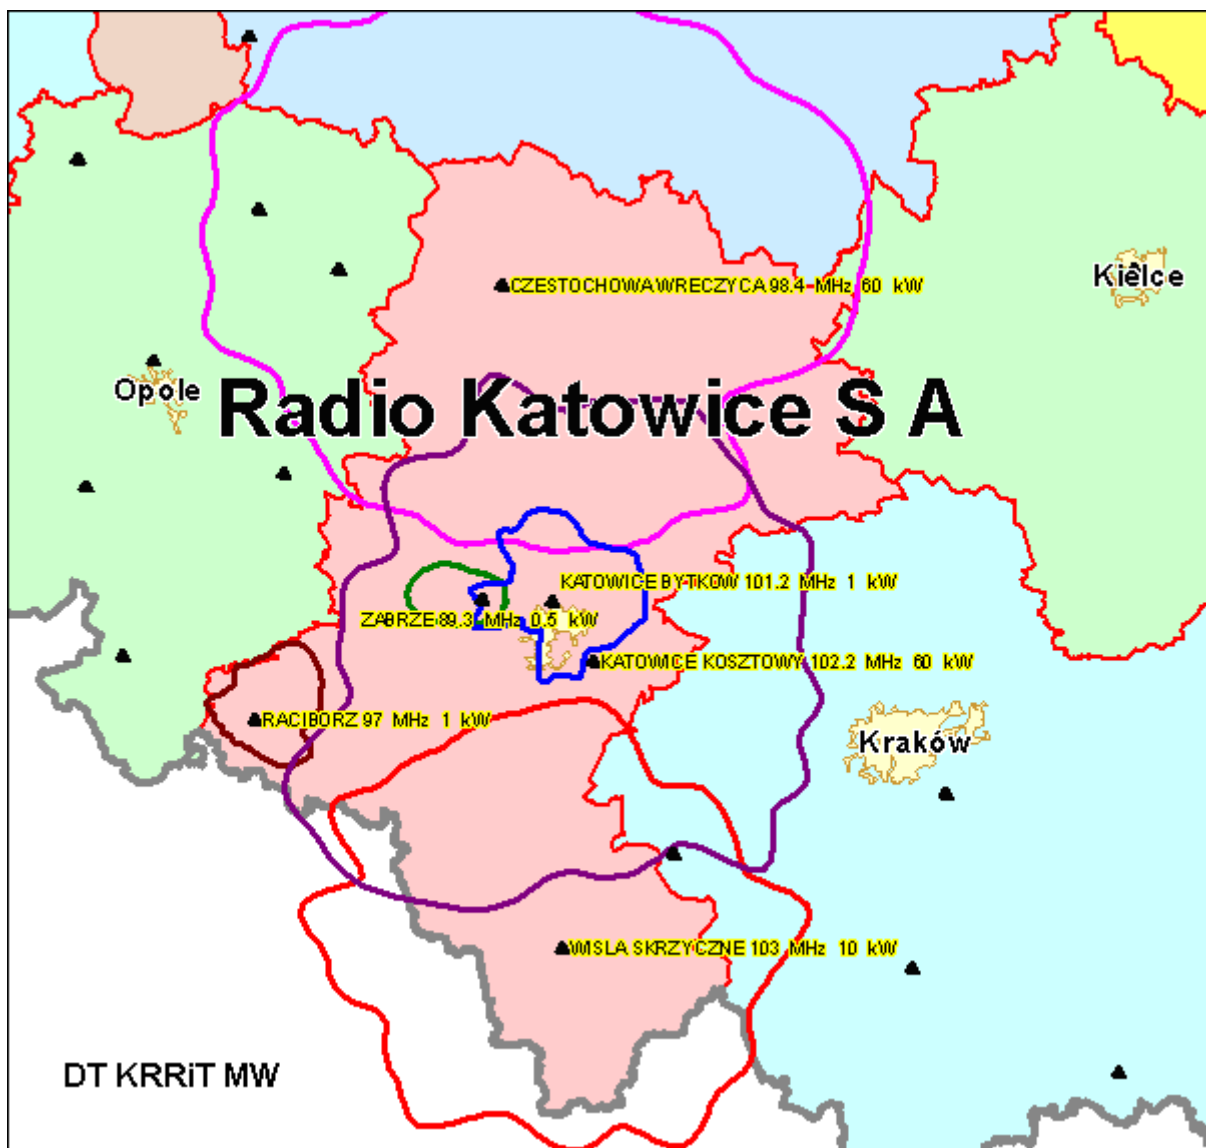 Kielce
CZESTOCHOWA WRECZYCA 98.4 MHz 60 kW
Opole
Radio Katowice S A
KATOWICE BYTKOW 101.2 MHz 1 kW
ZABRZE 89.3 MHz 0.5 kW
KATOWICE KOSZTOWY 102.2 MHz 60 kW
RACIBORZ 97 MHz 1 kW
Kraków
WISLA SKRZYCZNE 103 MHz 10 kW
DT KRRiT MW